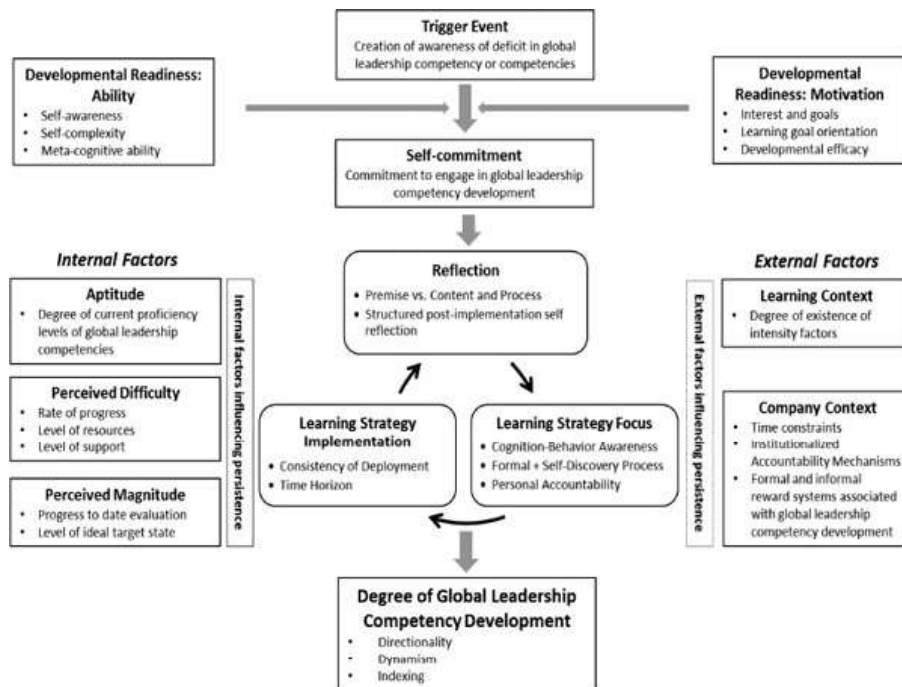 Trigger Event
Creation of awareness of deficit in global
leadership competency or competencies
Developmental Readiness:
Ability
• Self-awareness
• Self-complexity
• Meta-cognitive ability
Developmental
Readiness: Motivation
• Interest and goals
• Learning goal orientation
• Developmental efficacy
Self-commitment
Commitment to engage in global leadership
competency development
Internal Factors
Aptitude
• Degree of current proficiency
levels of global leadership
competencies
Perceived Difficulty
• Rate of progress
• Level of resources
• Level of support
Perceived Magnitude
• Progress to date evaluation
• Level of ideal target state
Internal factors influencing persistence
Reflection
• Premise vs. Content and Process
• Structured post-implementation self
reflection
Learning Strategy
Implementation
• Consistency of Deployment
• Time Horizon
Learning Strategy Focus
• Cognition-Behavior Awareness
• Formal + Self-Discovery Process
• Personal Accountability
External factors influencing persistence
External Factors
Learning Context
• Degree of existence of
intensity factors
Company Context
• Time constraints
• Institutionalized
Accountability Mechanisms
• Formal and informal
reward systems associated
with global leadership
competency development
Degree of Global Leadership
Competency Development
• Directionality
- Dynamism
• Indexing